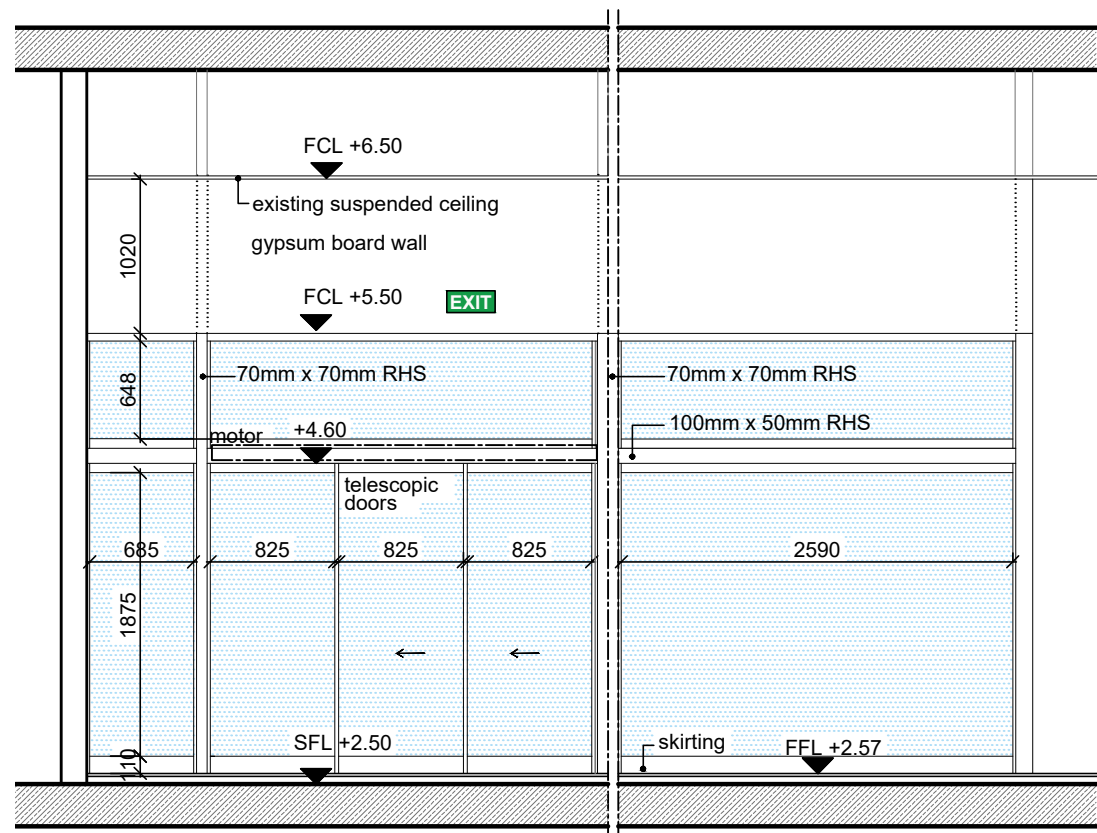 FCL +6.50
existing suspended ceiling
gypsum board wall
1020
FCL +5.50
EXIT
648
70mm x 70mm RHS
70mm x 70mm RHS
100mm x 50mm RHS
motor
+4.60
telescopic
doors
685
825
825
825
2590
1875
SFL +2.50
skirting
FFL +2.57
110